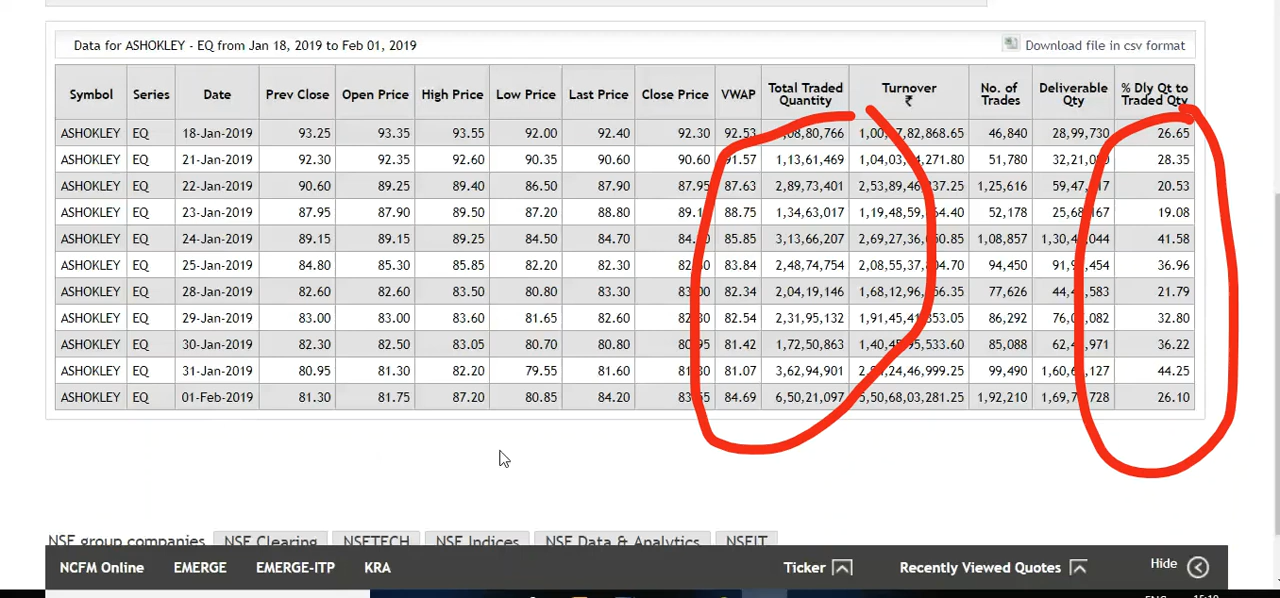 Data for ASHOKLEY - EQ from Jan 18, 2019 to Feb 01, 2019 Download file in csv format
Symbol Series Date Prev Close Open Price High Price Low Price Last Price Close Price VWAP Total Traded Quantity Turnover ₹ No. of Trades Deliverable Qty % Dly Qt to Traded Qty
ASHOKLEY EQ 18-Jan-2019 93.25 93.35 93.55 92.00 92.40 92.30 92.53 46,840 28,99,730 26.65
ASHOKLEY EQ 21-Jan-2019 92.30 92.35 92.60 90.35 90.60 90.60 91.57 1,13,61,469 51,780 28.35
ASHOKLEY EQ 22-Jan-2019 90.60 89.25 89.40 86.50 87.90 87.95 87.63 2,89,73,401 1,25,616 20.53
ASHOKLEY EQ 23-Jan-2019 87.95 87.90 89.50 87.20 88.80 88.75 1,34,63,017 52,178 19.08
ASHOKLEY EQ 24-Jan-2019 89.15 89.15 89.25 84.50 84.70 85.85 3,13,66,207 1,08,857 41.58
ASHOKLEY EQ 25-Jan-2019 84.80 85.30 85.85 82.20 82.30 83.84 2,48,74,754 94,450 36.96
ASHOKLEY EQ 28-Jan-2019 82.60 82.60 83.50 80.80 83.30 82.34 2,04,19,146 77,626 21.79
ASHOKLEY EQ 29-Jan-2019 83.00 83.00 83.60 81.65 82.60 82.54 2,31,95,132 86,292 32.80
ASHOKLEY EQ 30-Jan-2019 82.30 82.50 83.05 80.70 80.80 81.42 1,72,50,863 85,088 36.22
ASHOKLEY EQ 31-Jan-2019 80.95 81.30 82.20 79.55 81.60 81.07 3,62,94,901 99,490 44.25
ASHOKLEY EQ 01-Feb-2019 81.30 81.75 87.20 80.85 84.20 84.69 6,50,21,097 5,50,68,03,281.25 1,92,210 26.10
NSE group companies NSE Clearing NSETECH NSE Indices NSE Data & Analytics NSEIT
NCFM Online EMERGE EMERGE-ITP KRA Ticker Recently Viewed Quotes Hide